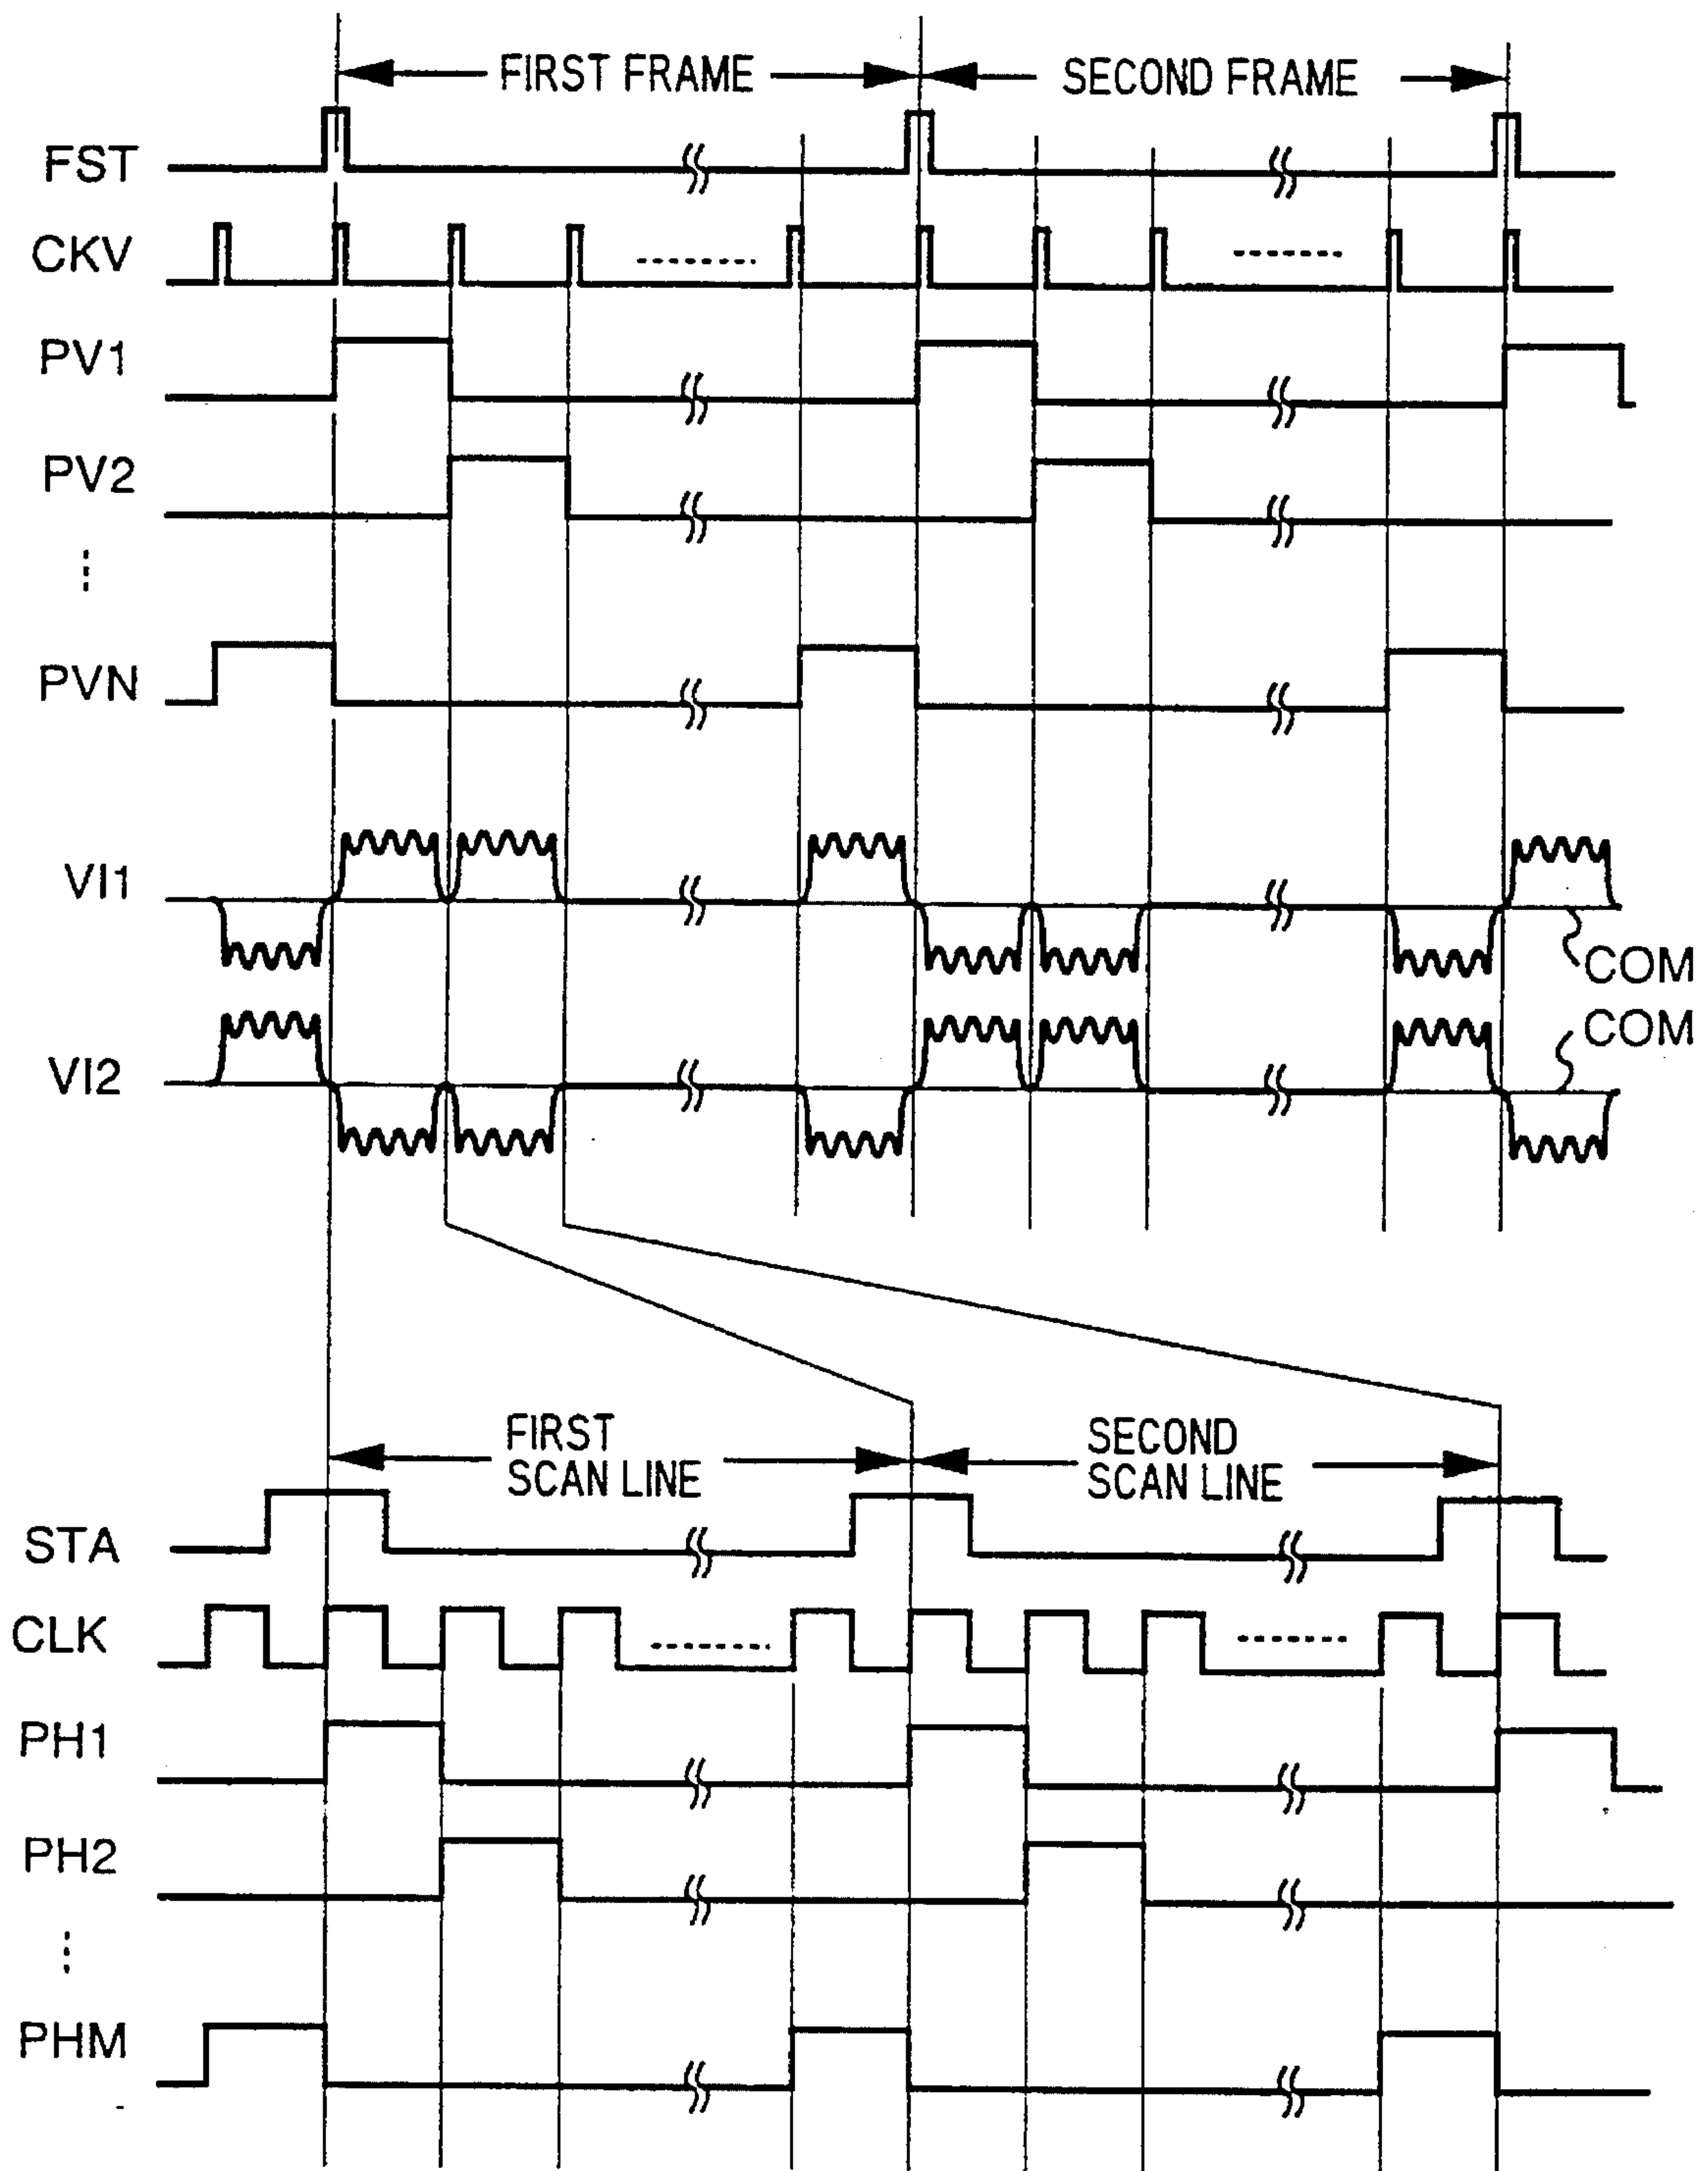 FIRST FRAME
SECOND FRAME
FST
CKV
PV1
PV2
PVN
VI1
COM
COM
VI2
FIRST
SCAN LINE
SECOND
SCAN LINE
STA
CLK
PH1
PH2
PHM